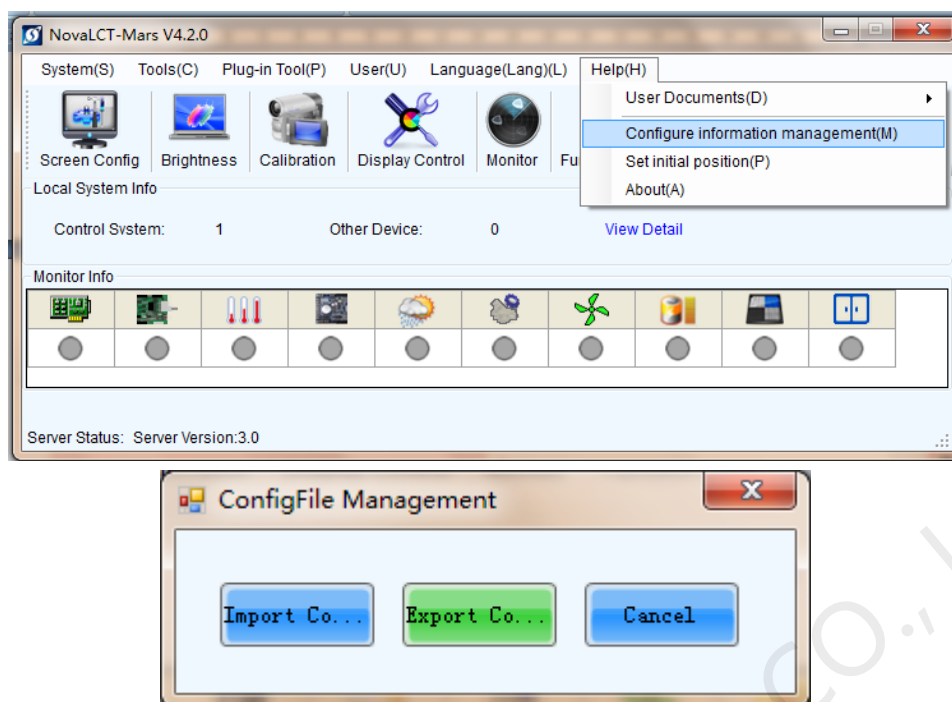 NovaLCT-Mars V4.2.0
System(S) Tools(C) Plug-in Tool(P) User(U) Language(Lang)(L) Help(H)
User Documents(D)
Configure information management(M)
Set initial position(P)
About(A)
Screen Config Brightness Calibration Display Control Monitor Fu
Local System Info
Control System: 1 Other Device: 0 View Detail
Monitor Info
Server Status: Server Version:3.0
ConfigFile Management
Import Co... Export Co... Cancel
CO.,